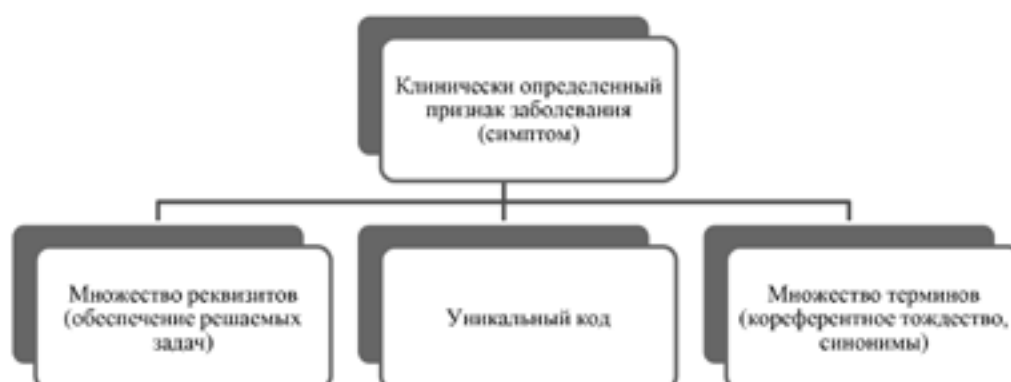 Клинически определенный
признак заболевания
(симптом)
Множество реквизитов
(обеспечение решаемых
задач)
Уникальный код
Множество терминов
(кореферентное тождество,
синонимы)